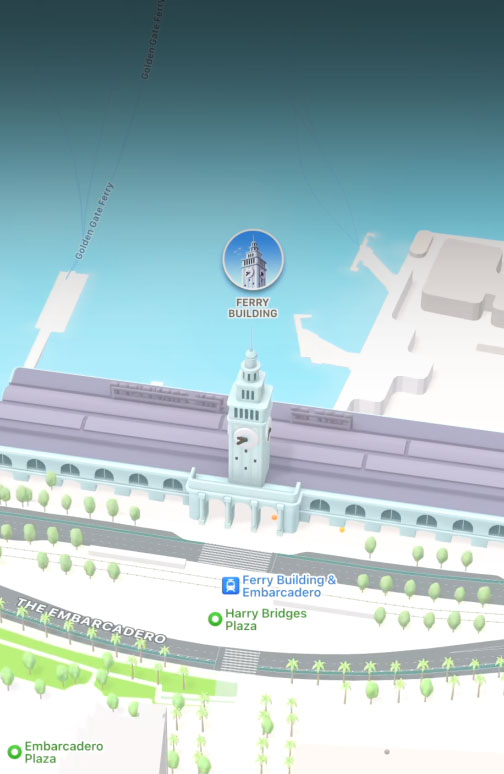 Golden Gate Ferry
Golden Gate Ferry
FERRY
BUILDING
Ferry Building &
Embarcadero
Harry Bridges
Plaza
THE EMBARCADERO
Embarcadero
Plaza